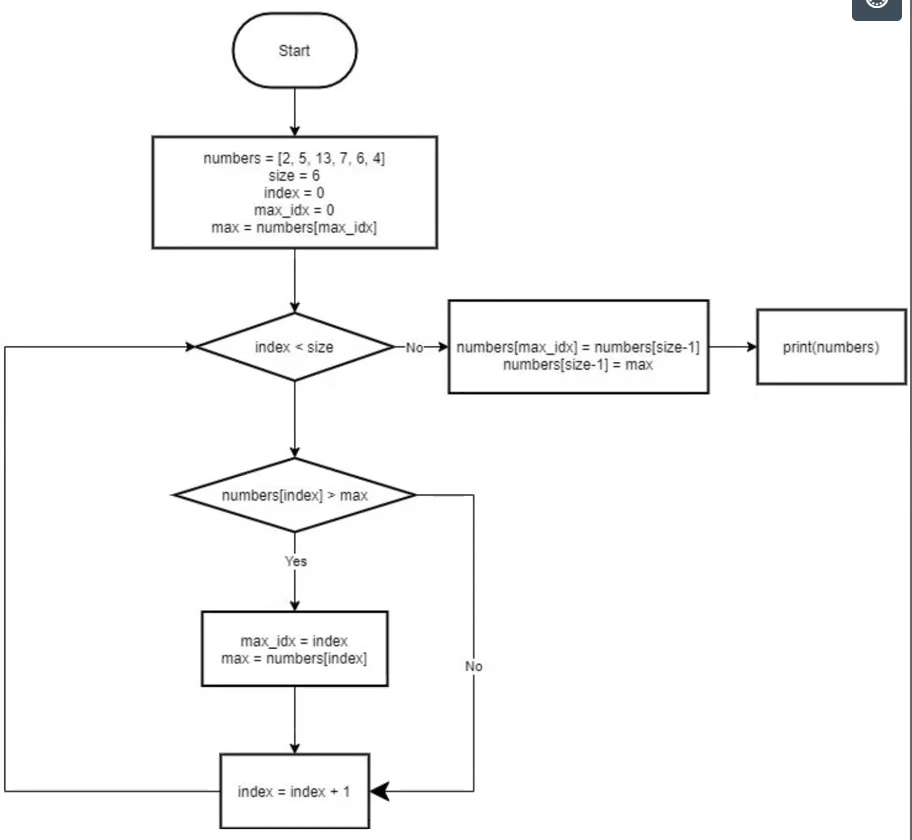 Start
numbers = [2, 5, 13, 7, 6, 4]
size = 6
index = 0
max_idx = 0
max = numbers[max_idx]
index < size
No
numbers[max_idx] = numbers[size-1]
numbers[size-1] = max
print(numbers)
numbers[index] > max
Yes
max_idx = index
max = numbers[index]
No
index = index + 1